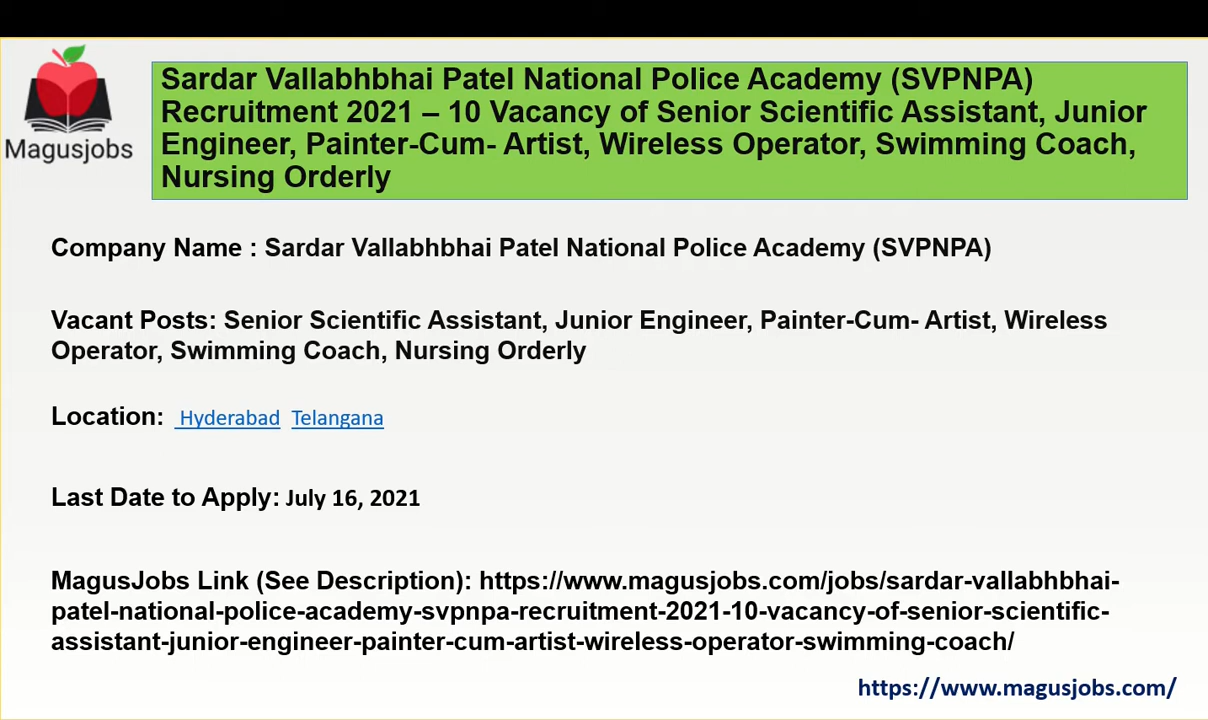 Magusjobs
Sardar Vallabhbhai Patel National Police Academy (SVPNPA)
Recruitment 2021 – 10 Vacancy of Senior Scientific Assistant, Junior
Engineer, Painter-Cum- Artist, Wireless Operator, Swimming Coach,
Nursing Orderly
Company Name : Sardar Vallabhbhai Patel National Police Academy (SVPNPA)
Vacant Posts: Senior Scientific Assistant, Junior Engineer, Painter-Cum- Artist, Wireless
Operator, Swimming Coach, Nursing Orderly
Location: Hyderabad Telangana
Last Date to Apply: July 16, 2021
MagusJobs Link (See Description): https://www.magusjobs.com/jobs/sardar-vallabhbhai-
patel-national-police-academy-svpnpa-recruitment-2021-10-vacancy-of-senior-scientific-
assistant-junior-engineer-painter-cum-artist-wireless-operator-swimming-coach/
https://www.magusjobs.com/